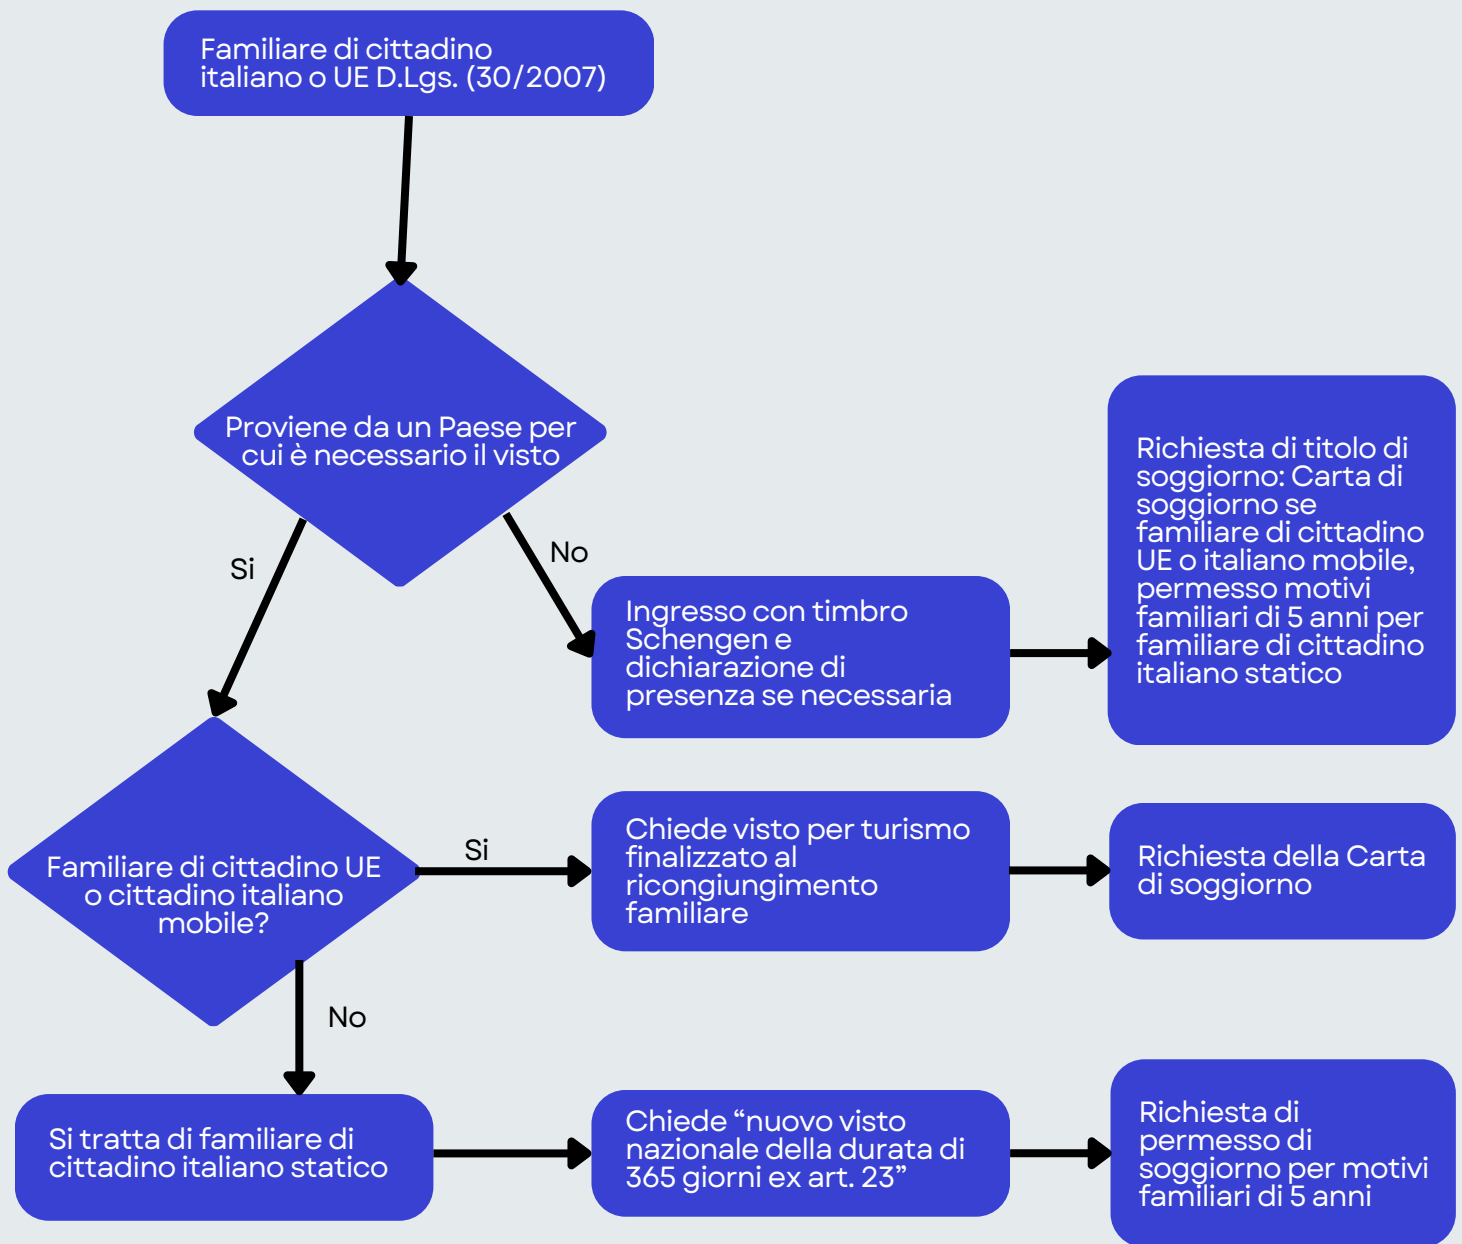 Familiare di cittadino
italiano o UE D.Lgs. (30/2007)
Proviene da un Paese per
cui è necessario il visto
Si
No
Ingresso con timbro
Schengen e
dichiarazione di
presenza se necessaria
Richiesta di titolo di
soggiorno: Carta di
soggiorno se
familiare di cittadino
UE o italiano mobile,
permesso motivi
familiari di 5 anni per
familiare di cittadino
italiano statico
Familiare di cittadino UE
o cittadino italiano
mobile?
Si
Chiede visto per turismo
finalizzato al
ricongiungimento
familiare
Richiesta della Carta
di soggiorno
No
Si tratta di familiare di
cittadino italiano statico
Chiede “nuovo visto
nazionale della durata di
365 giorni ex art. 23”
Richiesta di
permesso di
soggiorno per motivi
familiari di 5 anni